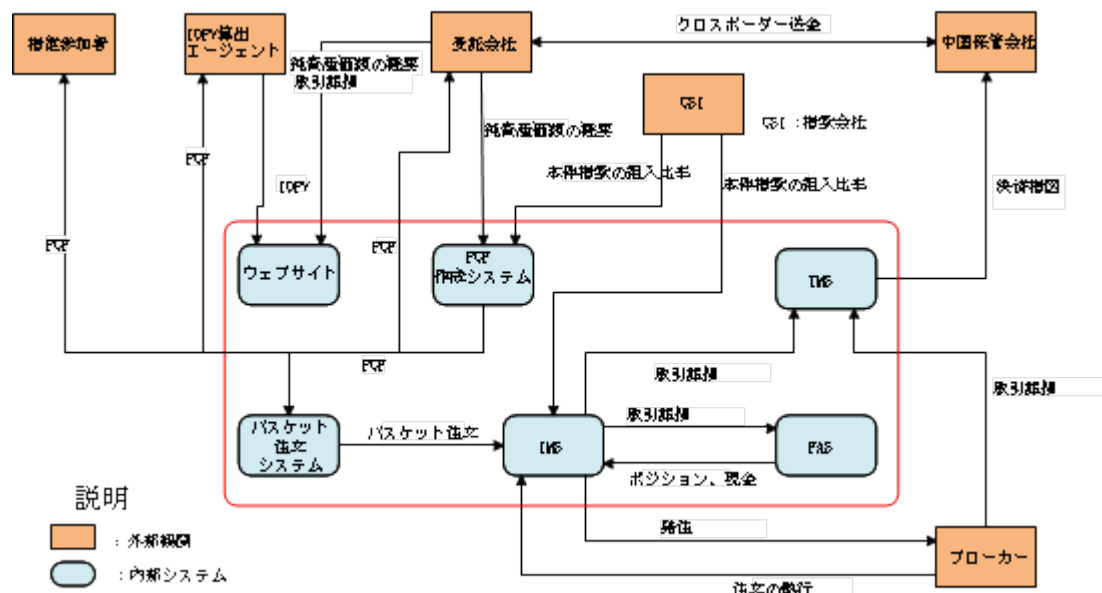 指定参加者
IOPV算出
エージェント
受託会社
クロスボーダー送金
中国保管会社
純資産価額の概要
取引詳細
CSI
CSI：指数会社
純資産価額の概要
PCF
本株指数の組入比率
本株指数の組入比率
IOPV
決済指図
PCF
PCF
ウェブサイト
PCF
作成システム
TMS
PCF
取引詳細
取引詳細
取引詳細
バスケット
注文
システム
バスケット注文
IMS
FAS
ポジション、現金
説明
発注
：外部機関
ブローカー
：内部システム
注文の執行